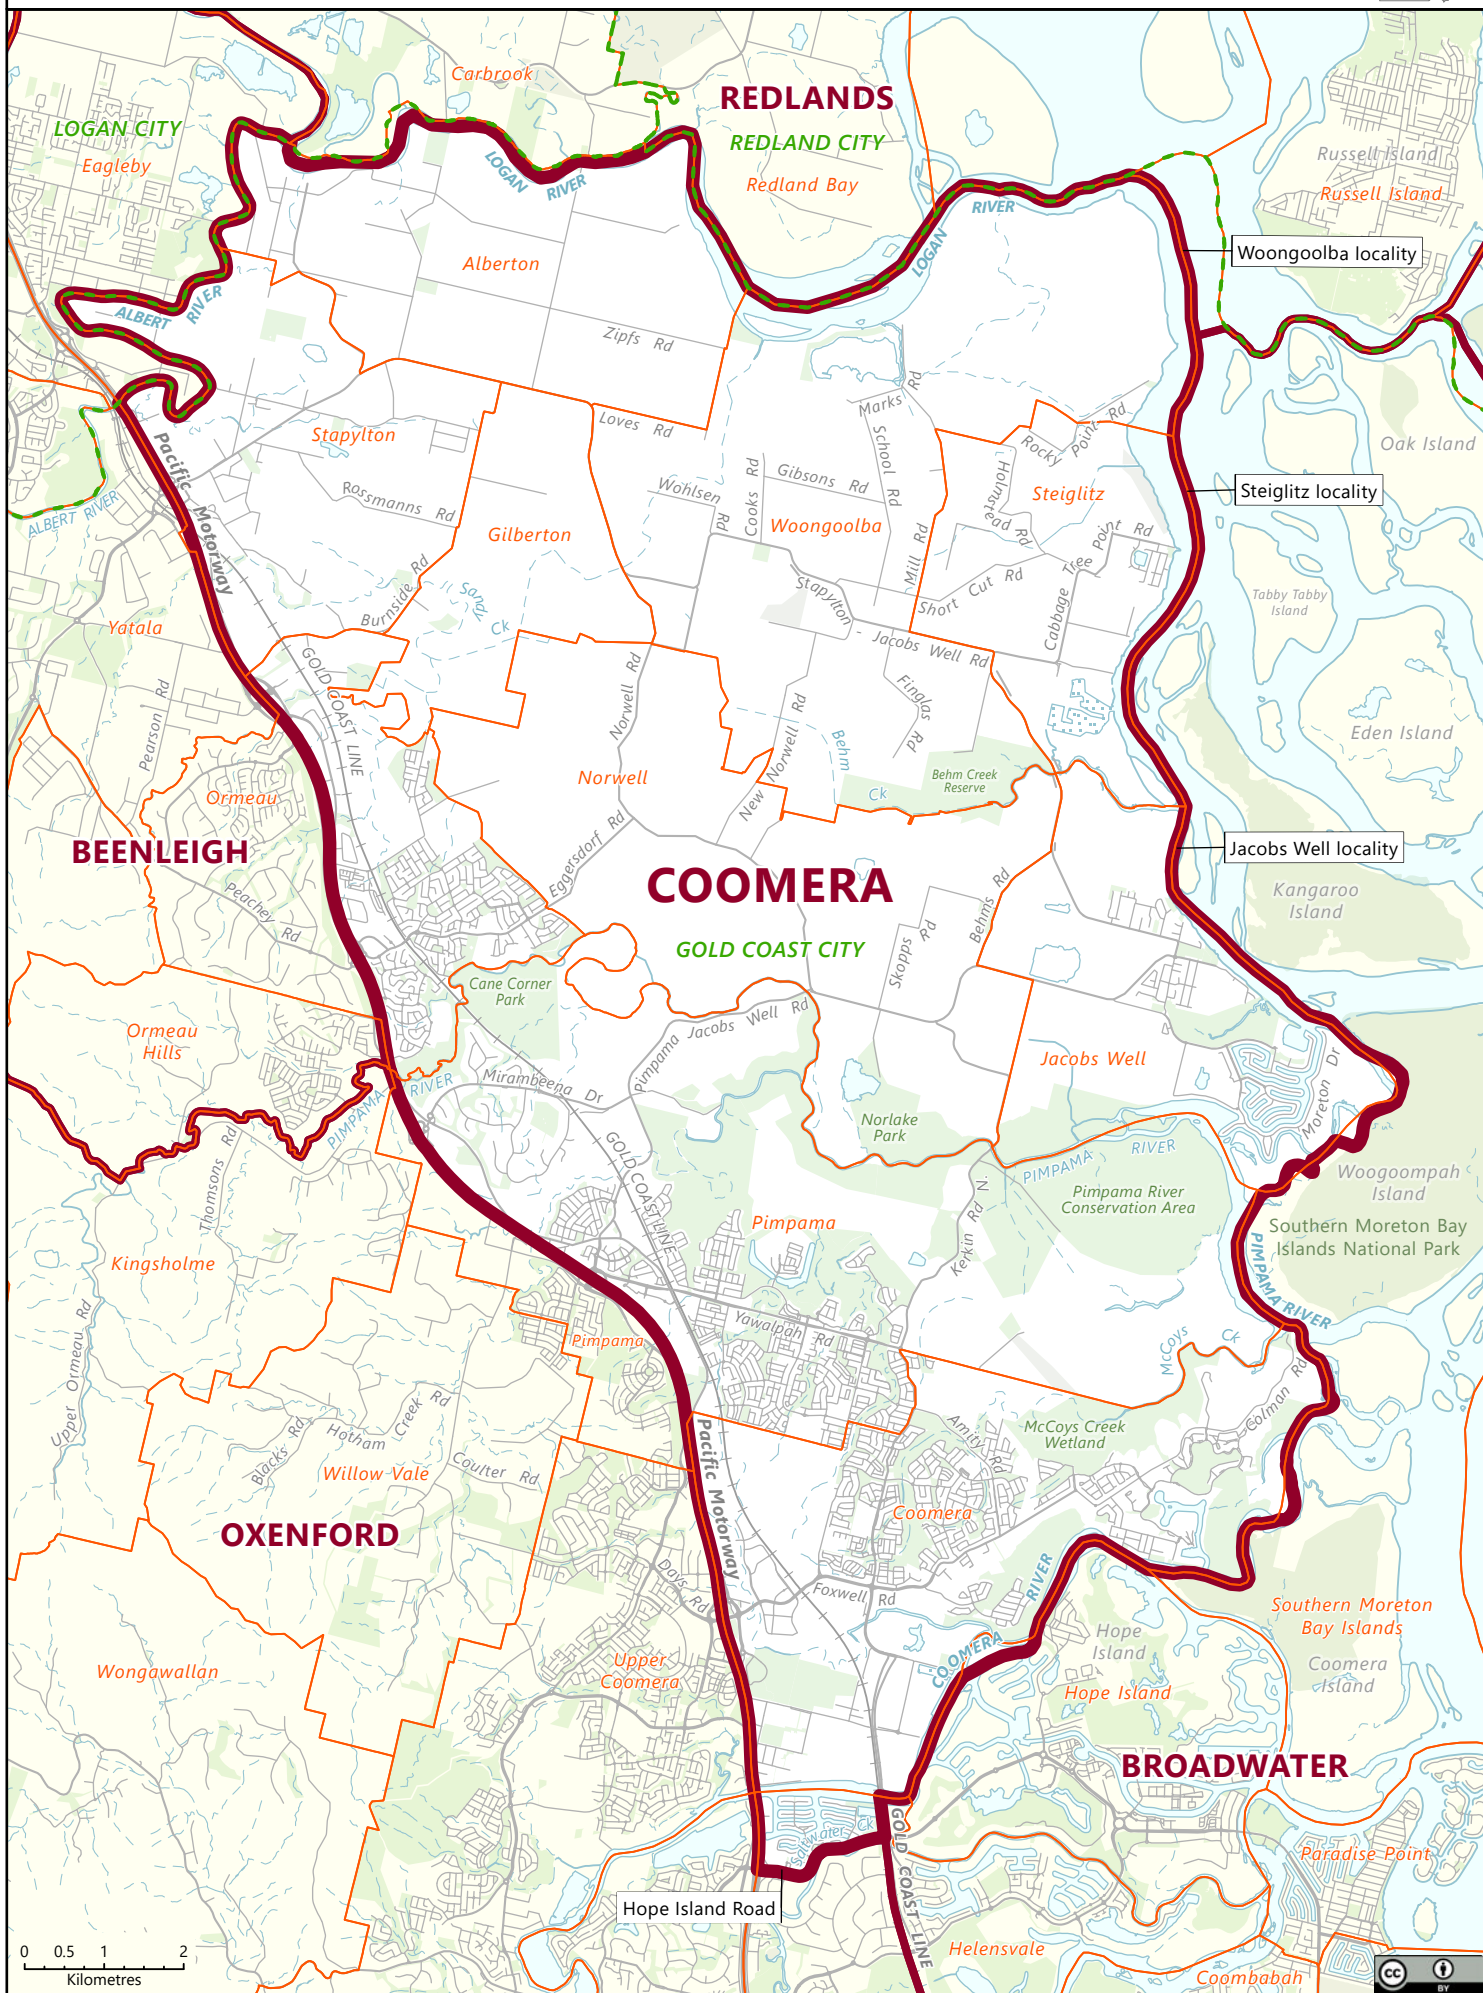 Carbrook
REDLANDS
LOGAN CITY
REDLAND CITY
Eagleby
Redland Bay
Russell Island
Russell Island
LOGAN
RIVER
RIVER
LOGAN
Woongoolba locality
Alberton
ALBERT
RIVER
Zipfs Rd
Marks Rd
Loves Rd
School Rd
Rocky Point Rd
Oak Island
Stapylton
Pacific Motorway
Rossmanns Rd
Wohlsen Rd
Cooks Rd
Gibsons Rd
Holmstead Rd
Steiglitz
Steiglitz locality
ALBERT RIVER
Gilberton
Woongoolba
Mill Rd
Cabbage Tree Point Rd
Burnside Rd
Sandy
Ck
Stapylton - Jacobs Well Rd
Short Cut Rd
Tabby Tabby
Island
Yatala
GOLD COAST LINE
Pearson Rd
Norwell Rd
New Norwell Rd
Finglas Rd
Behm
Ck
Behm Creek
Reserve
Eden Island
Ormeau
Norwell
BEENLEIGH
Eggersdorf Rd
Jacobs Well locality
COOMERA
Kangaroo
Island
Peachey Rd
GOLD COAST CITY
Skopps Rd
Behms Rd
Cane Corner
Park
Ormeau
Hills
Pimpama Jacobs Well Rd
Jacobs Well
Moreton Dr
Mirambeena Dr
PIMPAMA
RIVER
Norlake
Park
Thomsons Rd
GOLD COAST LINE
PIMPAMA
RIVER
Woogoompah
Island
Pimpama River
Conservation Area
Pimpama
Kerkin Rd N
Southern Moreton Bay
Islands National Park
Kingsholme
PIMPAMA RIVER
Upper Ormeau Rd
Pimpama
Yawalpah Rd
McCoys
Ck
Colman Rd
Blacks Rd
Hotham Creek Rd
Willow Vale
Coulter Rd
Pacific Motorway
Amity Rd
McCoys Creek
Wetland
OXENFORD
Coomera
Days Rd
Foxwell Rd
RIVER
COOMERA
Southern Moreton
Bay Islands
Hope
Island
Coomera
Island
Wongawallan
Upper
Coomera
Hope Island
BROADWATER
Saltwater Ck
GOLD COAST LINE
Paradise Point
Hope Island Road
Helensvale
Coombabah
0 0.5 1 2
Kilometres
cc
BY